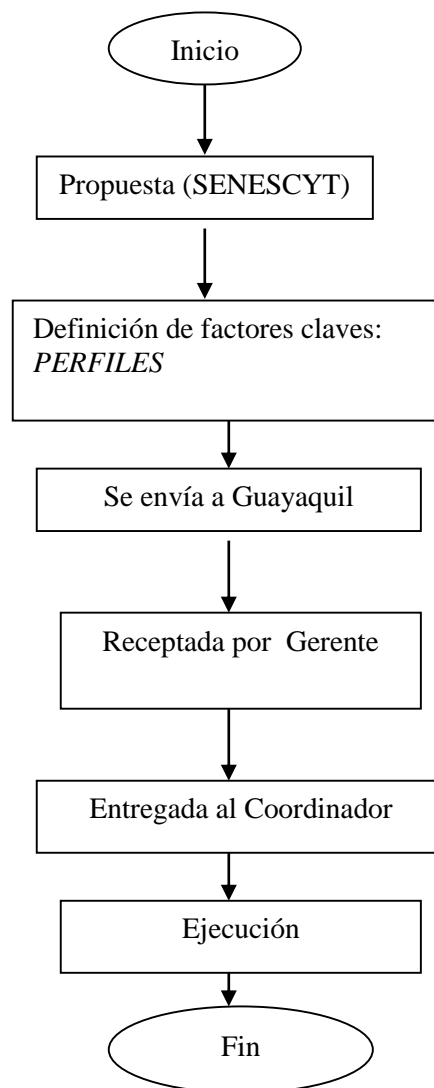 Inicio
Propuesta (SENESCYT)
Definición de factores claves:
PERFILES
Se envía a Guayaquil
Receptada por  Gerente
Entregada al Coordinador
Ejecución
Fin